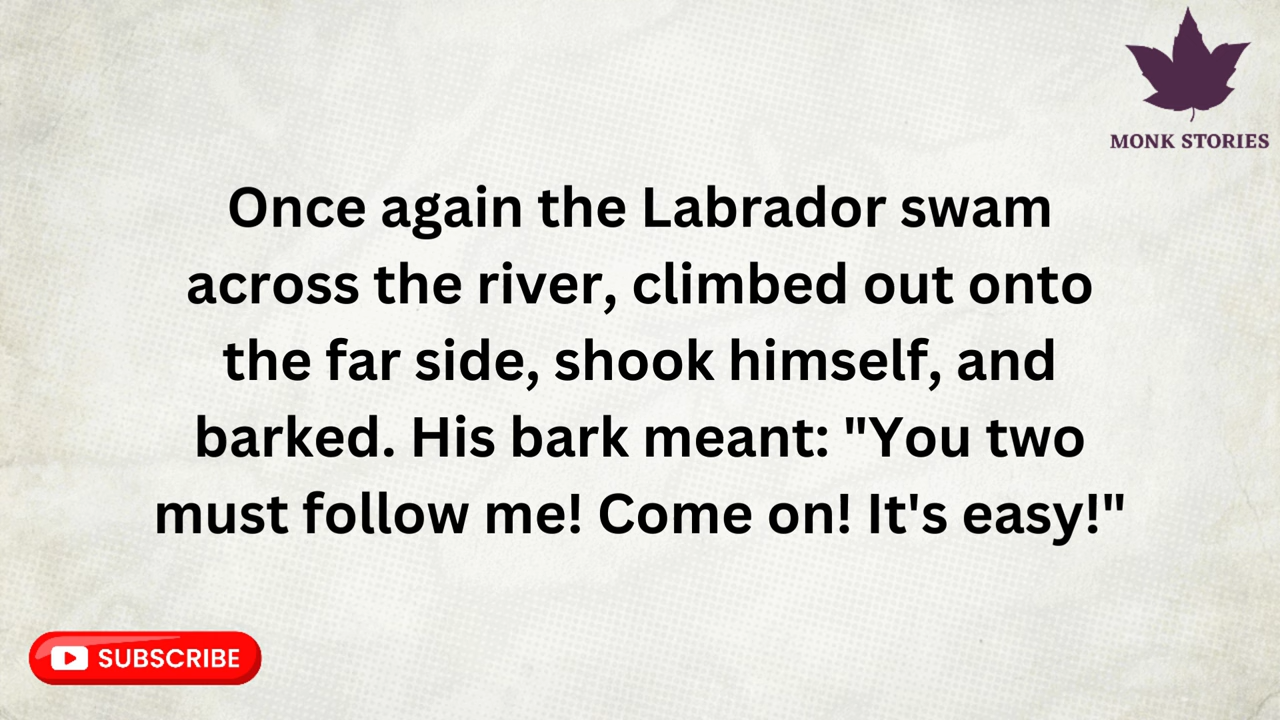 MONK STORIES
Once again the Labrador swam
across the river, climbed out onto
the far side, shook himself, and
barked. His bark meant: "You two
must follow me! Come on! It's easy!"
SUBSCRIBE